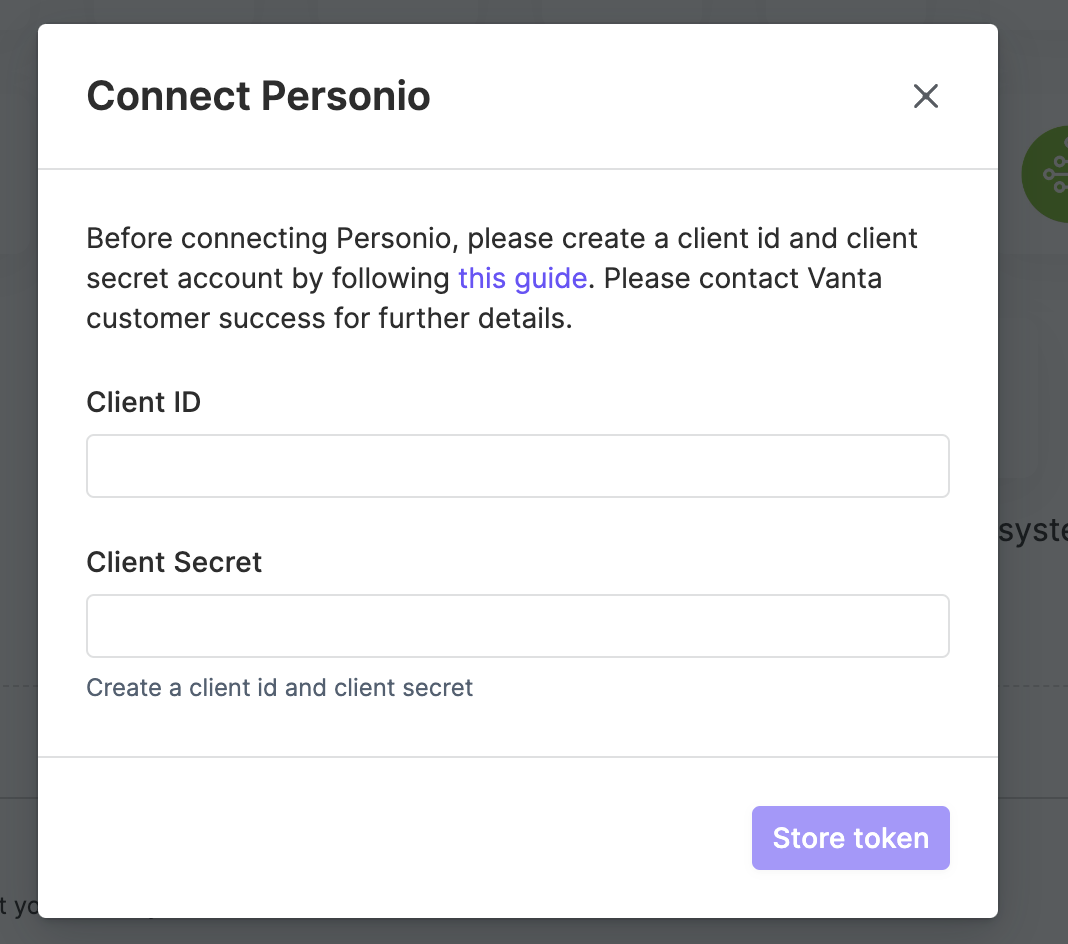 Connect Personio
Before connecting Personio, please create a client id and client
secret account by following this guide. Please contact Vanta
customer success for further details.
Client ID
Client Secret
Create a client id and client secret
Store token